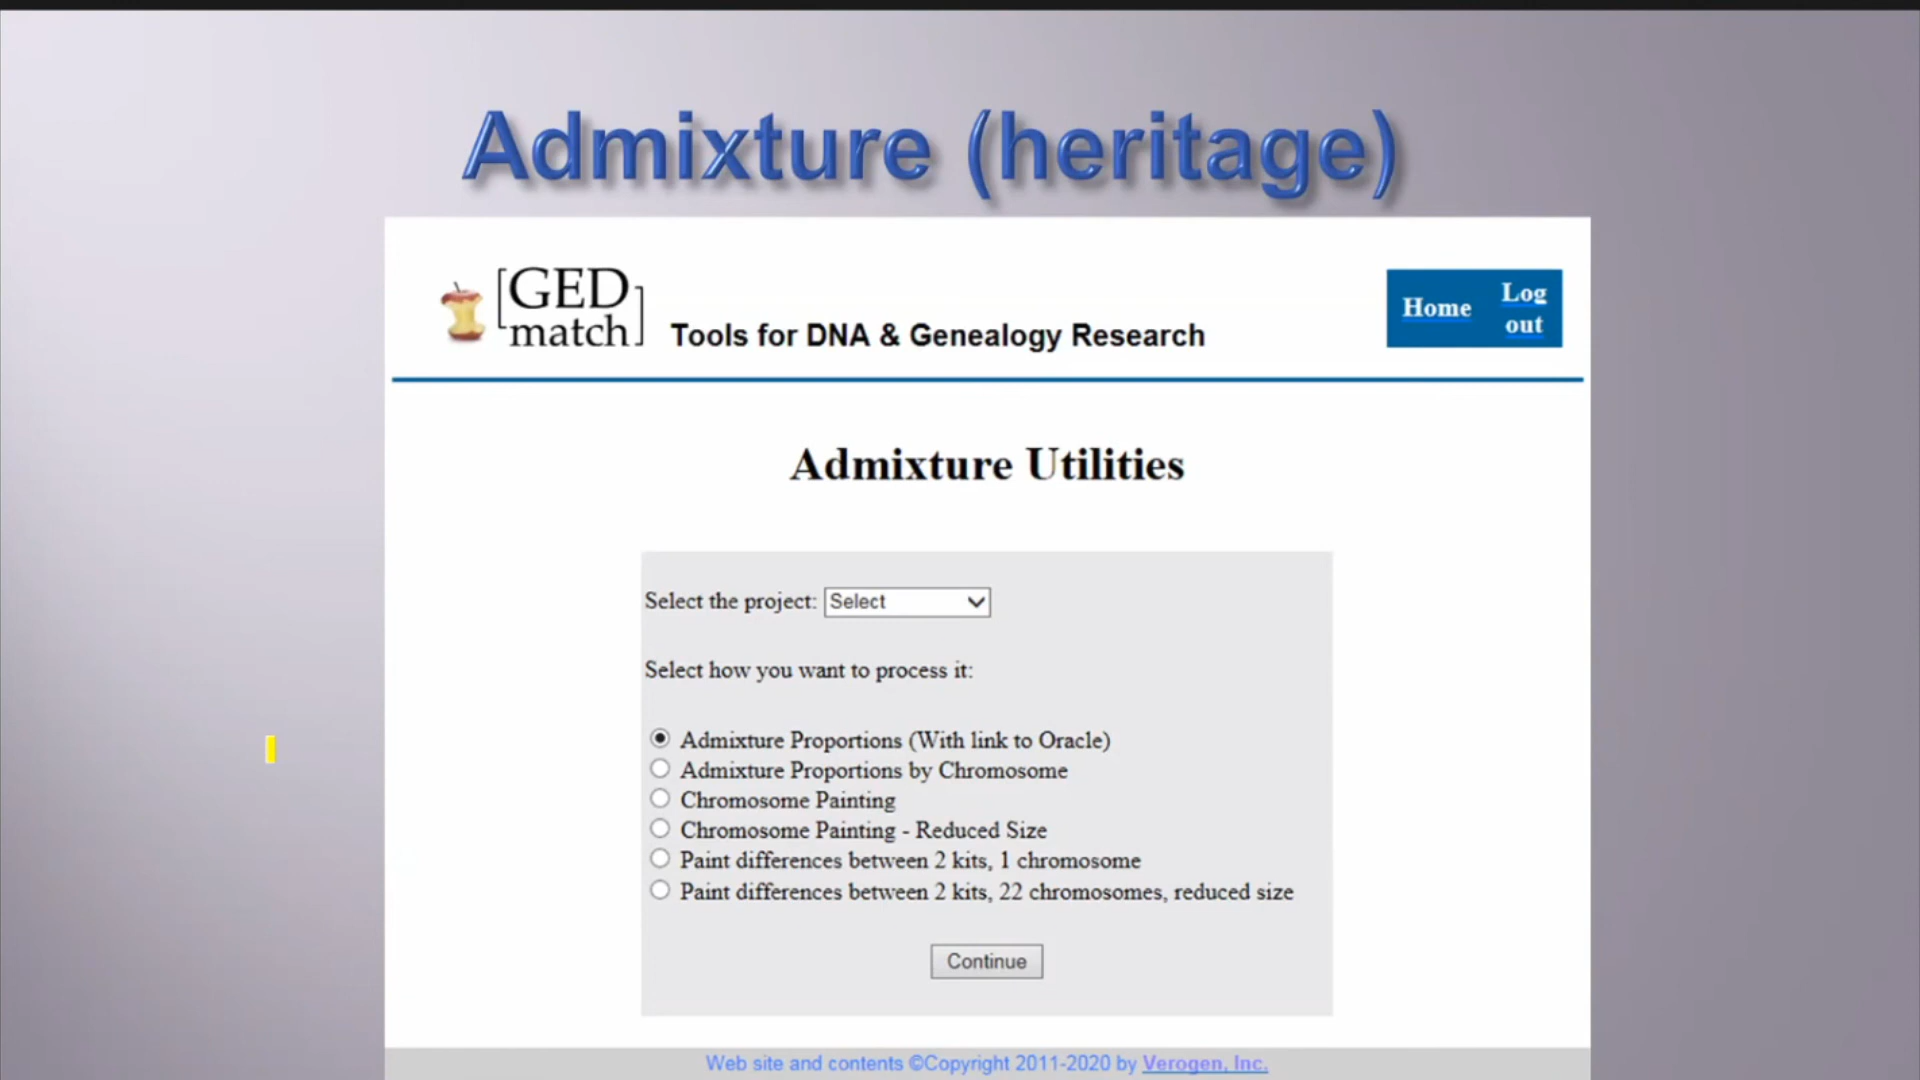 Admixture (heritage)
[GED
match]
Tools for DNA & Genealogy Research
Home
Log
out
Admixture Utilities
Select the project: Select
Select how you want to process it:
Admixture Proportions (With link to Oracle)
Admixture Proportions by Chromosome
Chromosome Painting
Chromosome Painting - Reduced Size
Paint differences between 2 kits, 1 chromosome
Paint differences between 2 kits, 22 chromosomes, reduced size
Continue
Web site and contents ©Copyright 2011-2020 by Verogen, Inc.